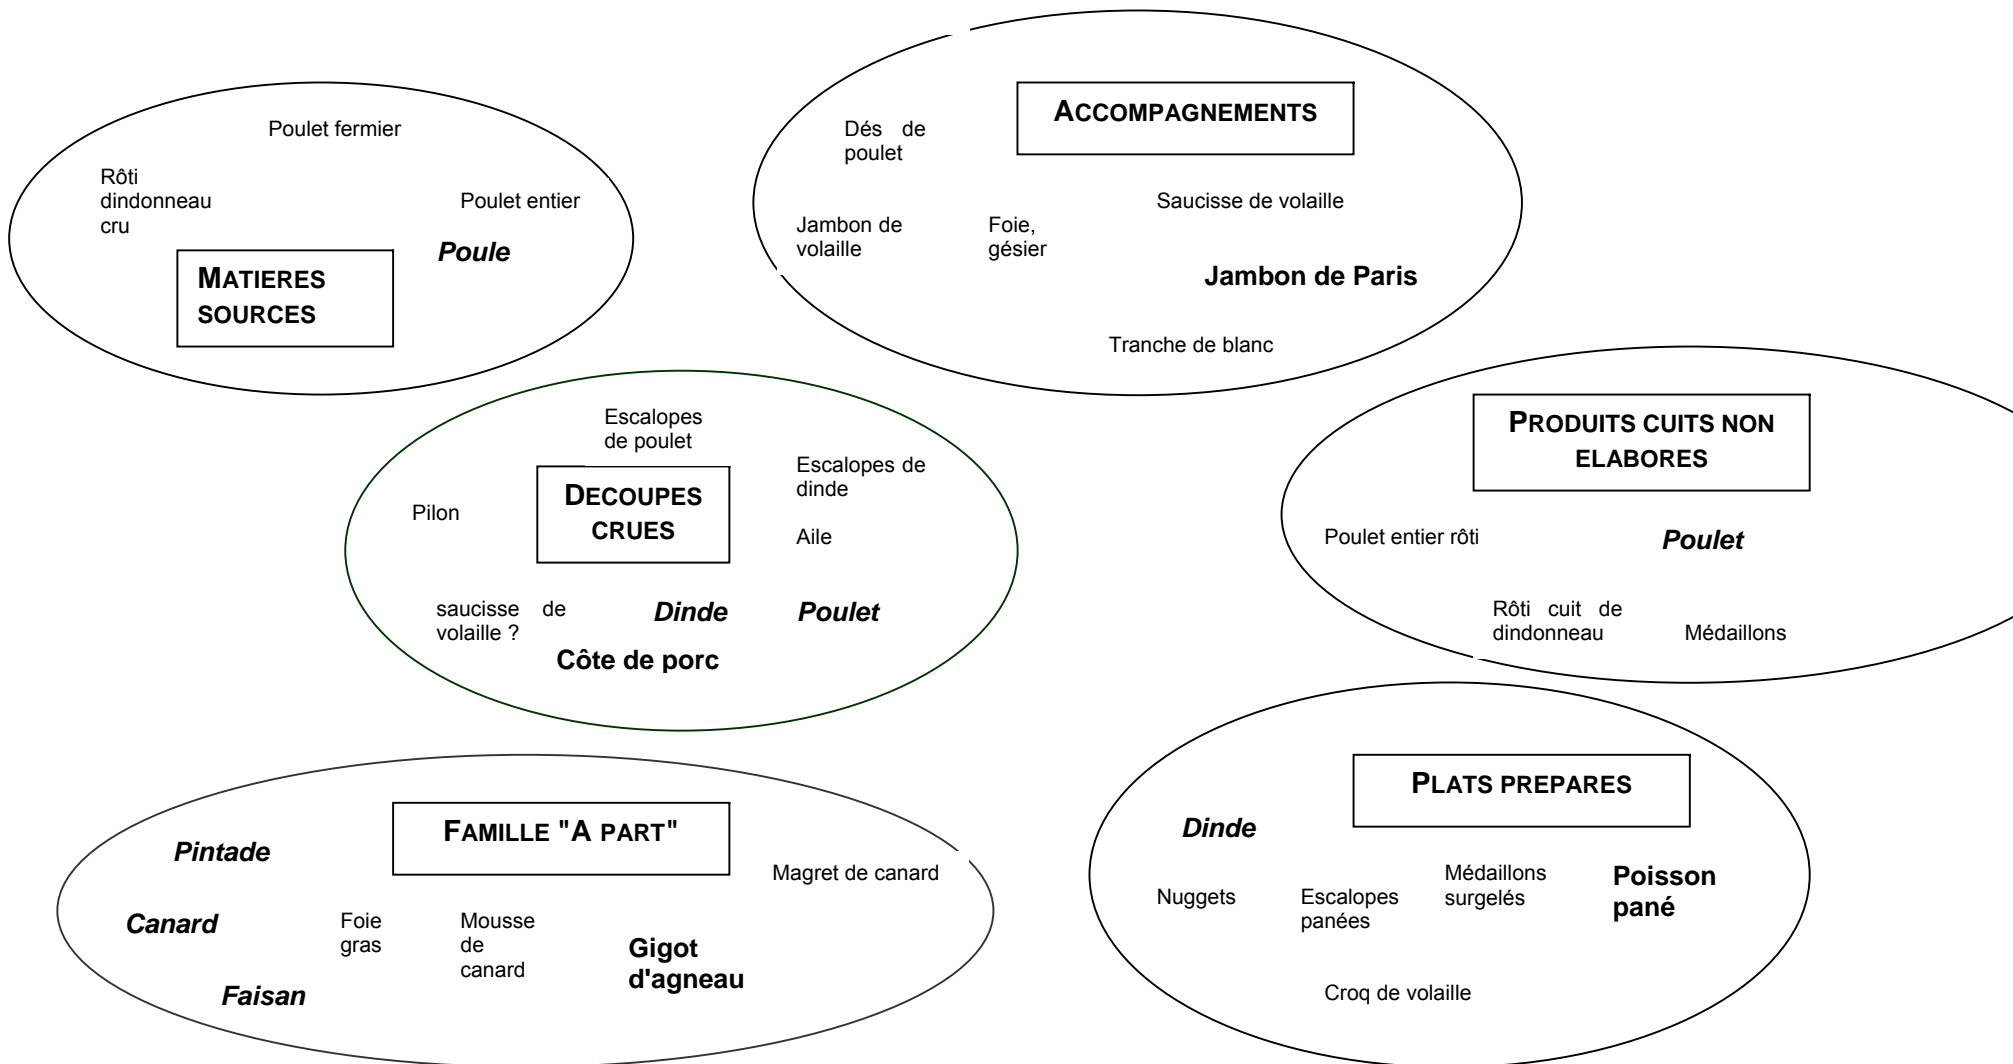 Poulet fermier
Rôti
dindonneau
cru
Poulet entier
Poule
MATIERES
SOURCES
ACCOMPAGNEMENTS
Dés de
poulet
Saucisse de volaille
Jambon de
volaille
Foie,
gésier
Jambon de Paris
Tranche de blanc
Escalopes
de poulet
DECOUPES
CRUES
Escalopes de
dinde
Pilon
Aile
saucisse de
volaille ?
Dinde
Poulet
Côte de porc
PRODUITS CUITS NON
ELABORES
Poulet entier rôti
Poulet
Rôti cuit de
dindonneau
Médaillons
FAMILLE "A PART"
Pintade
Magret de canard
Canard
Foie
gras
Mousse
de
canard
Gigot
d'agneau
Faisan
PLATS PREPARES
Dinde
Nuggets
Escalopes
panées
Médaillons
surgelés
Poisson
pané
Croq de volaille